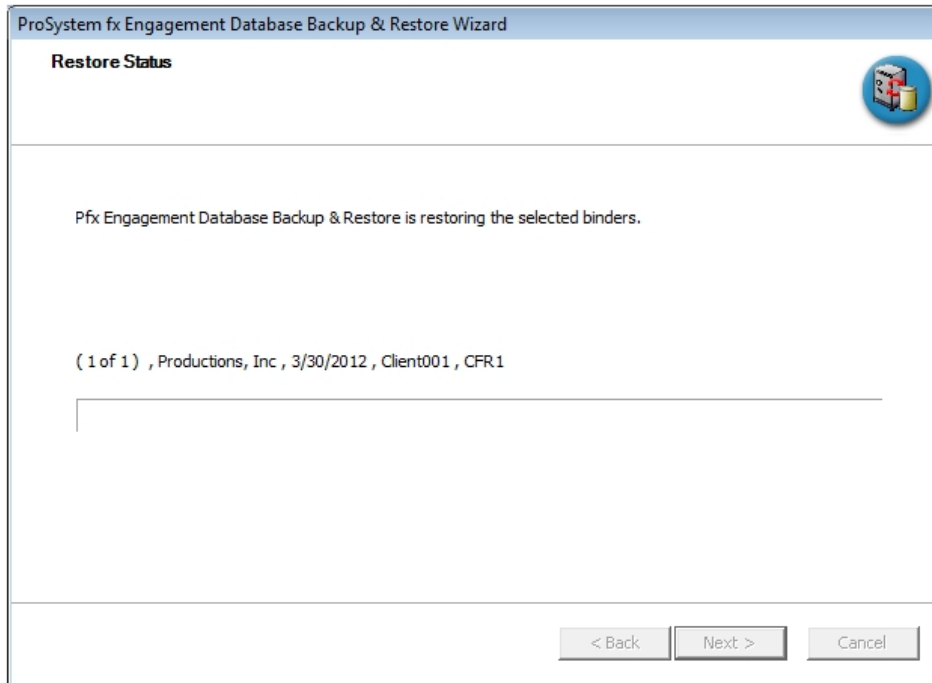 ProSystem fx Engagement Database Backup & Restore Wizard
Restore Status
Pfx Engagement Database Backup & Restore is restoring the selected binders.
( 1 of 1 ) , Productions, Inc , 3/30/2012 , Client001 , CFR1
< Back Next > Cancel